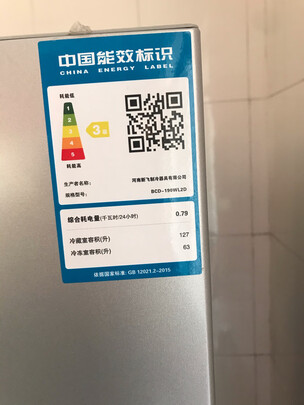 中国能效标识
CHINA ENERGY LABEL
耗能低
1
2
3
4
5
3级
耗能高
生产者名称： 河南新飞制冷器具有限公司
规格型号： BCD-190WL2D
综合耗电量(千瓦时/24小时) 0.79
冷藏室容积(升) 127
冷冻室容积(升) 63
依据国家标准: GB 12021.2-2015